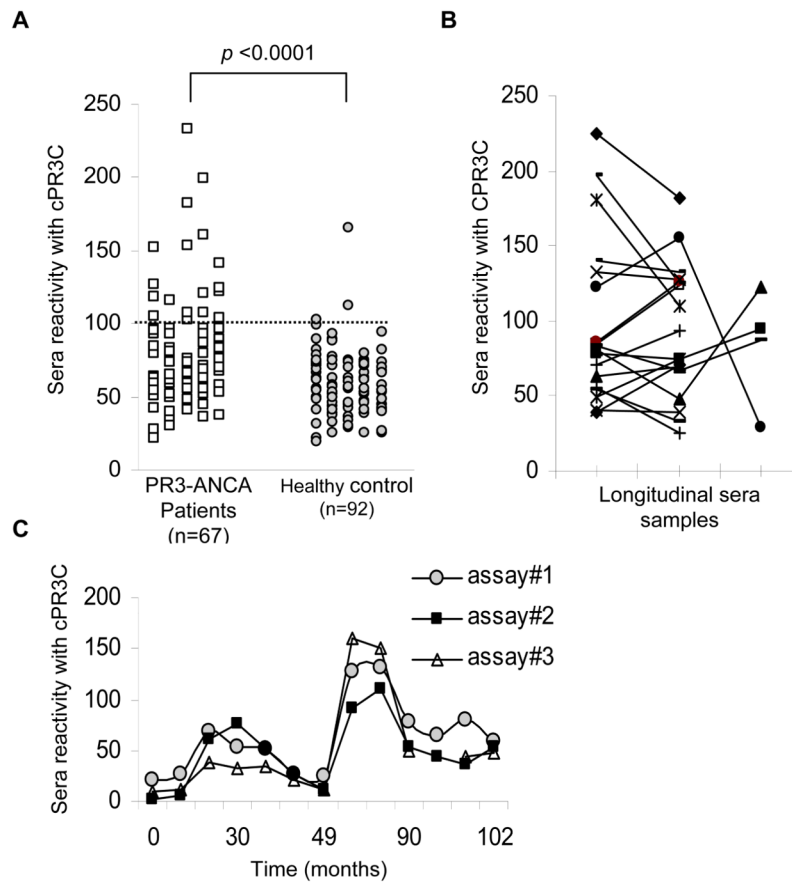 A
p <0.0001
Sera reactivity with cPR3C
250
200
150
100
50
0
PR3-ANCA
Patients
(n=67)
Healthy control
(n=92)
B
Sera reactivity with CPR3C
250
200
150
100
50
0
Longitudinal sera
samples
C
Sera reactivity with cPR3C
200
150
100
50
0
assay#1
assay#2
assay#3
0 30 49 90 102
Time (months)